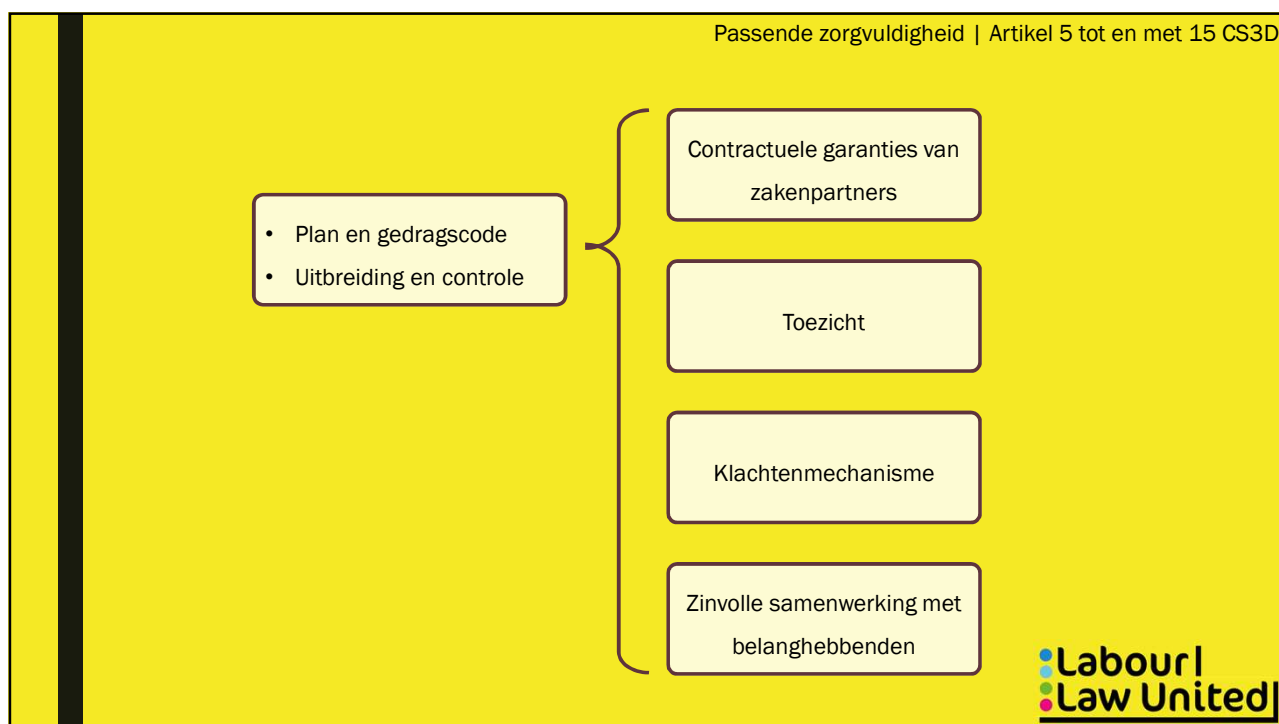 Passende zorgvuldigheid | Artikel 5 tot en met 15 CS3D
• Plan en gedragscode
• Uitbreiding en controle
Contractuele garanties van
zakenpartners
Toezicht
Klachtenmechanisme
Zinvolle samenwerking met
belanghebbenden
Labour|
Law United|